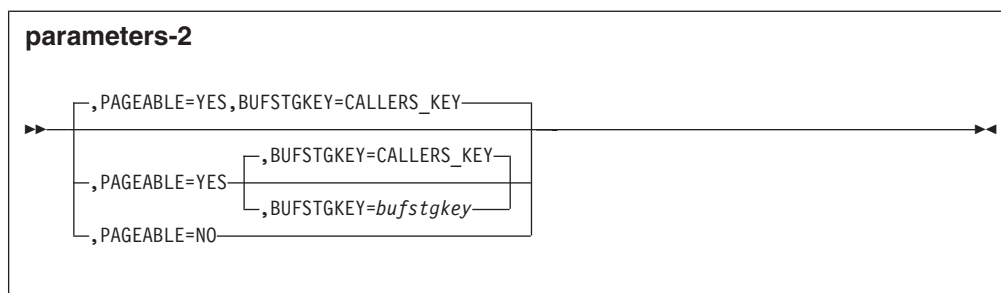 parameters-2
,PAGEABLE=YES,BUFSTGKEY=CALLERS_KEY
,BUFSTGKEY=CALLERS_KEY
,PAGEABLE=YES
,BUFSTGKEY=bufstgkey
,PAGEABLE=NO